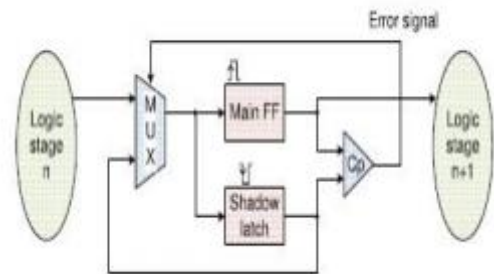 Error signal
Logic
stage
n
M
U
X
Main FF
Co
Shadow
latch
Logic
stage
n+1